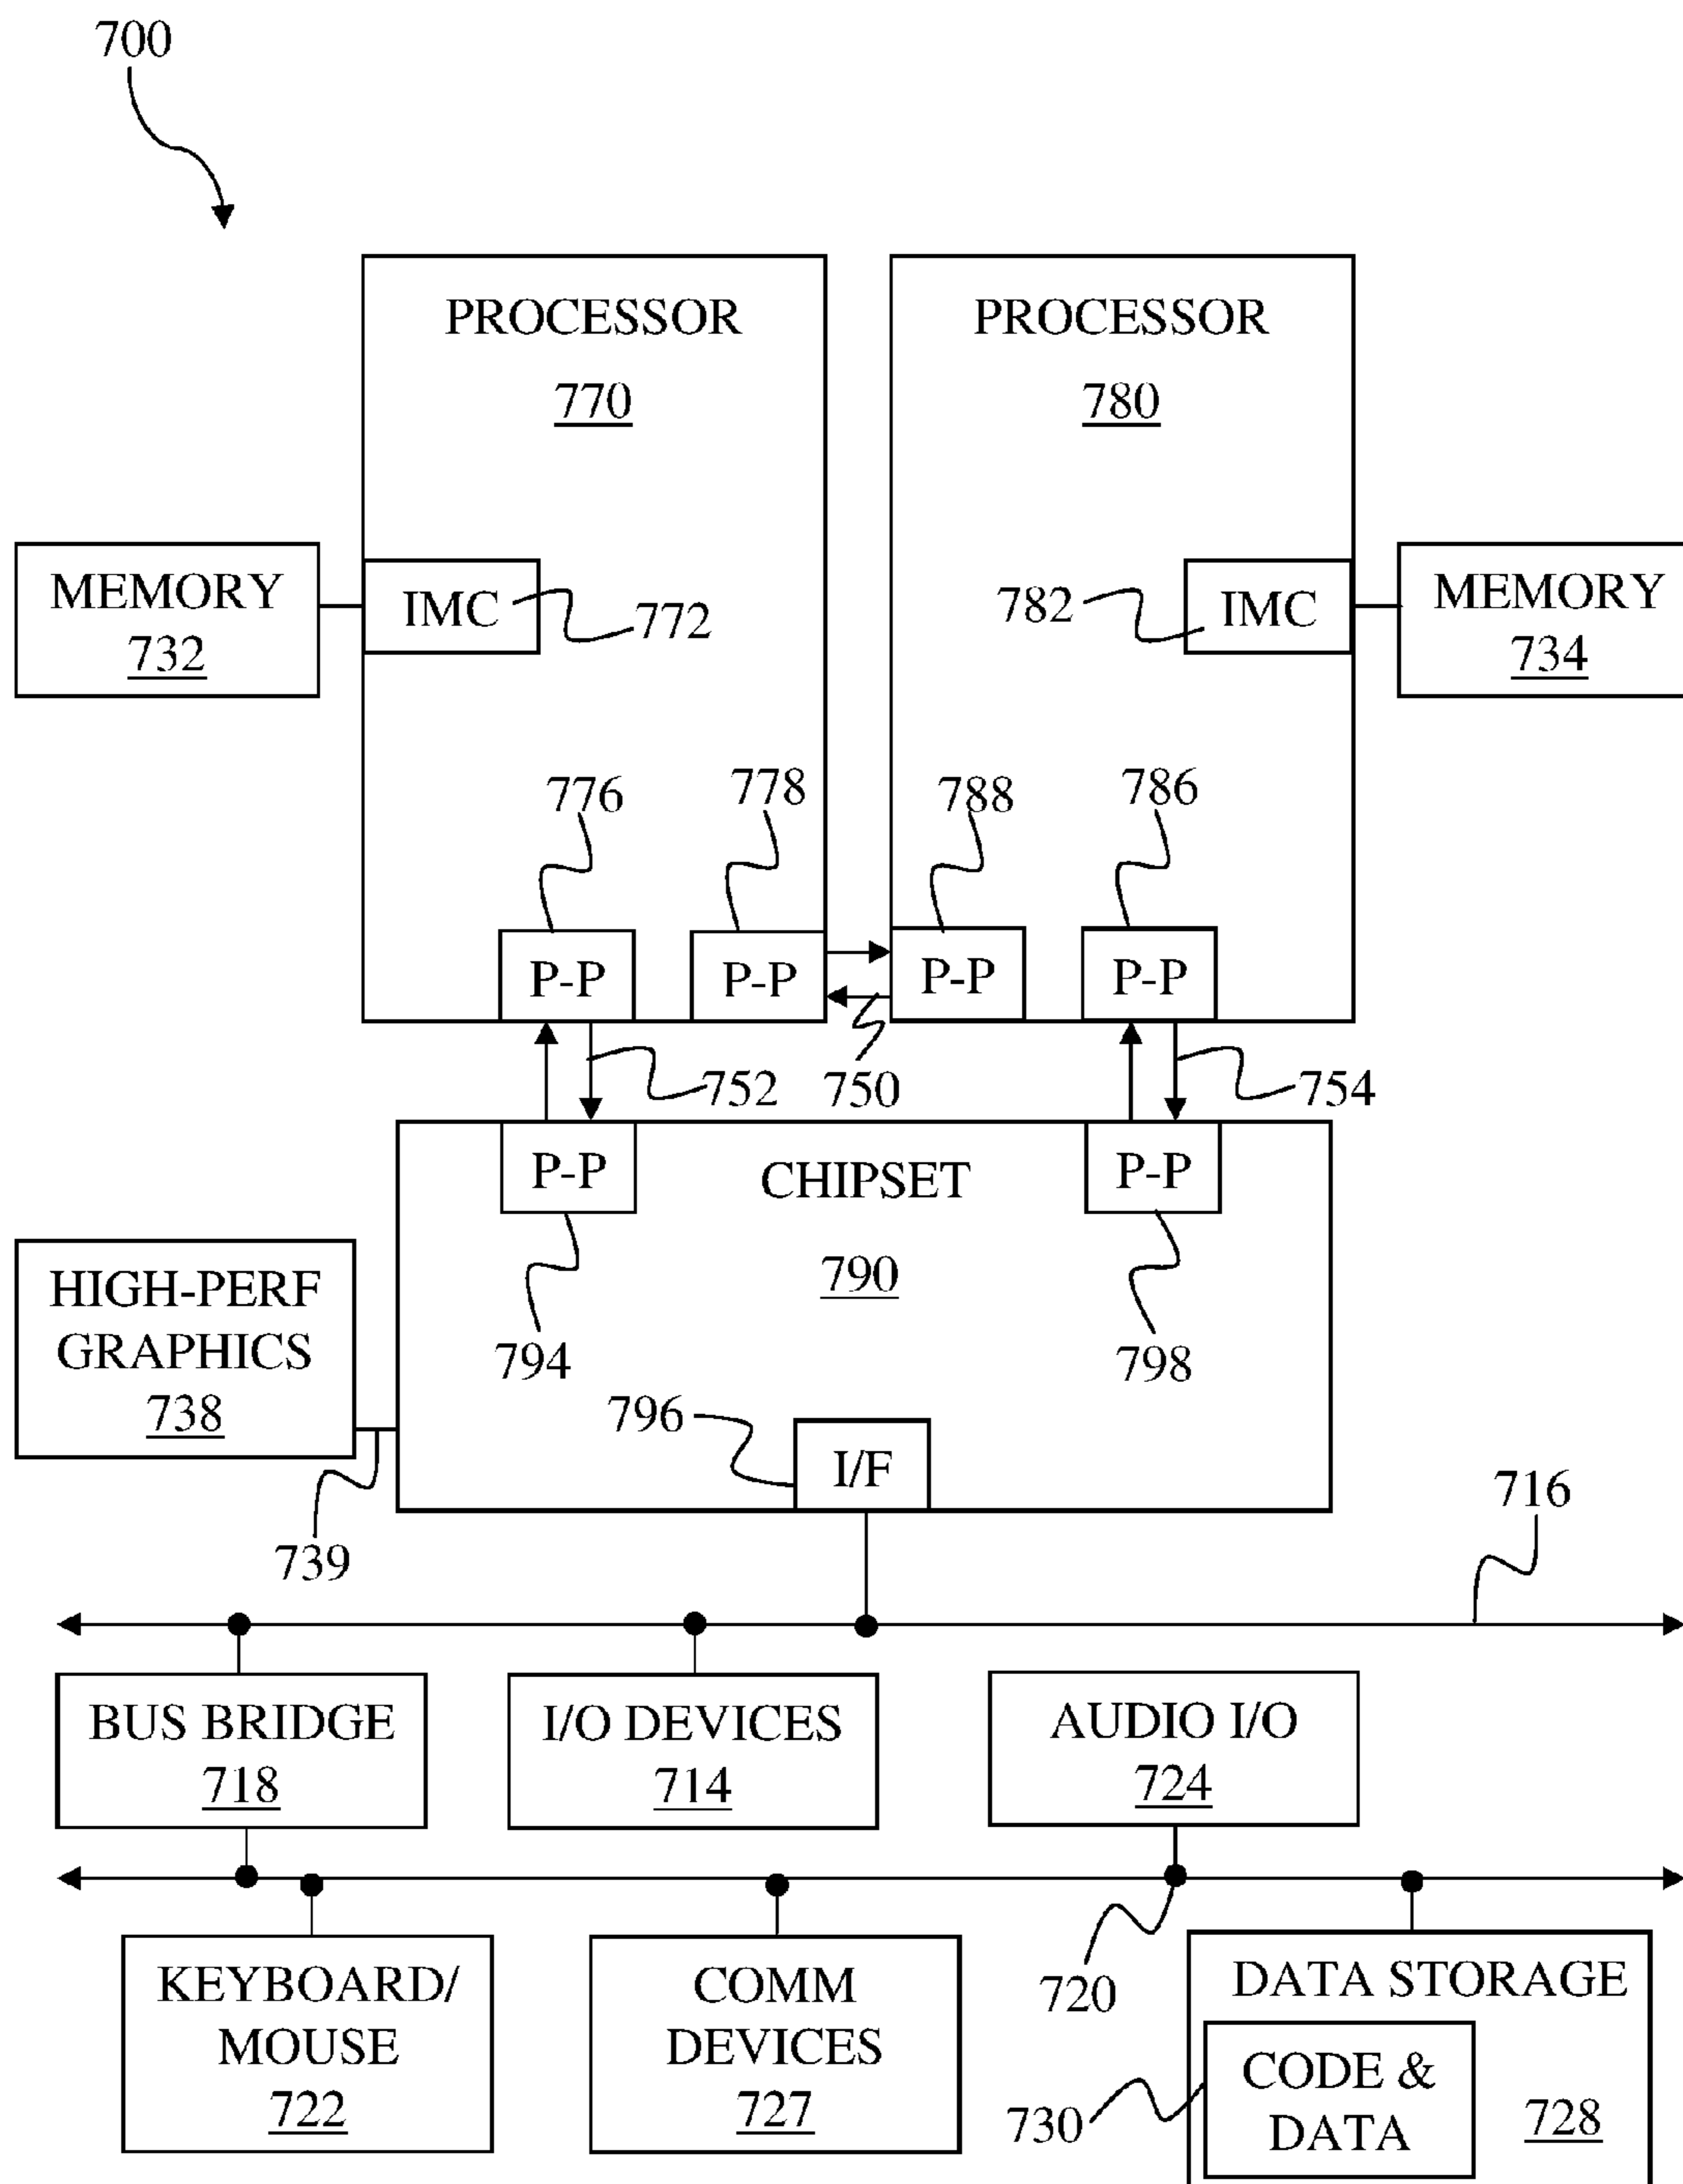 700
PROCESSOR
770
PROCESSOR
780
MEMORY
732
IMC
772
782
IMC
MEMORY
734
776
778
788
786
P-P
P-P
P-P
P-P
752
750
754
P-P
CHIPSET
P-P
790
HIGH-PERF
GRAPHICS
738
794
798
796
I/F
739
716
BUS BRIDGE
718
I/O DEVICES
714
AUDIO I/O
724
720
KEYBOARD/
MOUSE
722
COMM
DEVICES
727
DATA STORAGE
CODE &
DATA
730
728